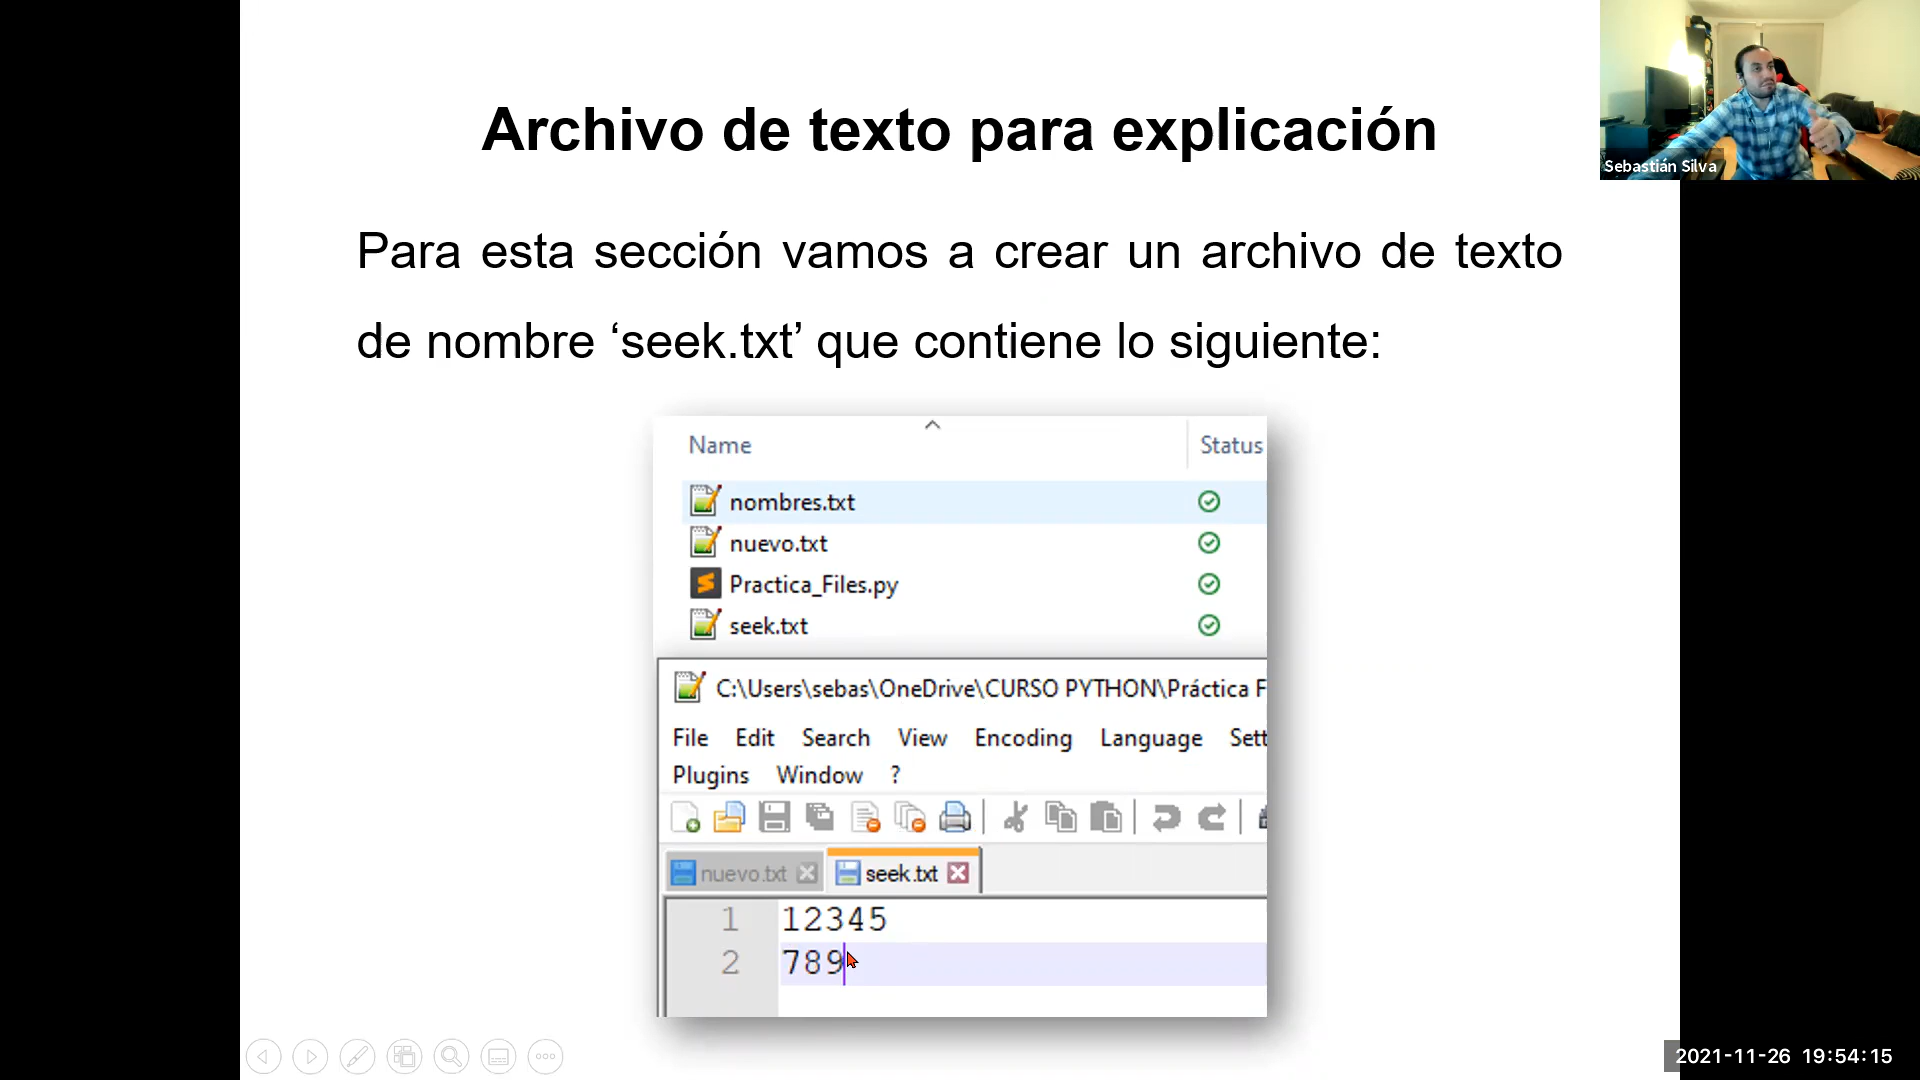 Archivo de texto para explicación
Sebastián Silva
Para esta sección vamos a crear un archivo de texto
de nombre ‘seek.txt’ que contiene lo siguiente:
Name Status
nombres.txt
nuevo.txt
Practica_Files.py
seek.txt
C:\Users\sebas\OneDrive\CURSO PYTHON\Práctica F
File Edit Search View Encoding Language Sett
Plugins Window ?
nuevo.txt seek.txt
1 12345
2 789
2021-11-26 19:54:15